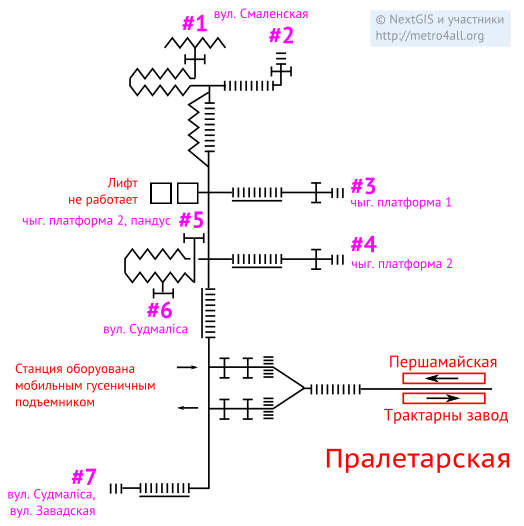 #1
вул. Смаленская
#2
© NextGIS и участники
http://metro4all.org
Лифт
не работает
#3
чыг. платформа 1
чыг. платформа 2, пандус
#5
#4
чыг. платформа 2
#6
вул. Судмаліса
Станция оборуована
мобильным гусеничным
подъемником
Першамайская
Трактарны завод
Пралетарская
#7
вул. Судмаліса,
вул. Завадская